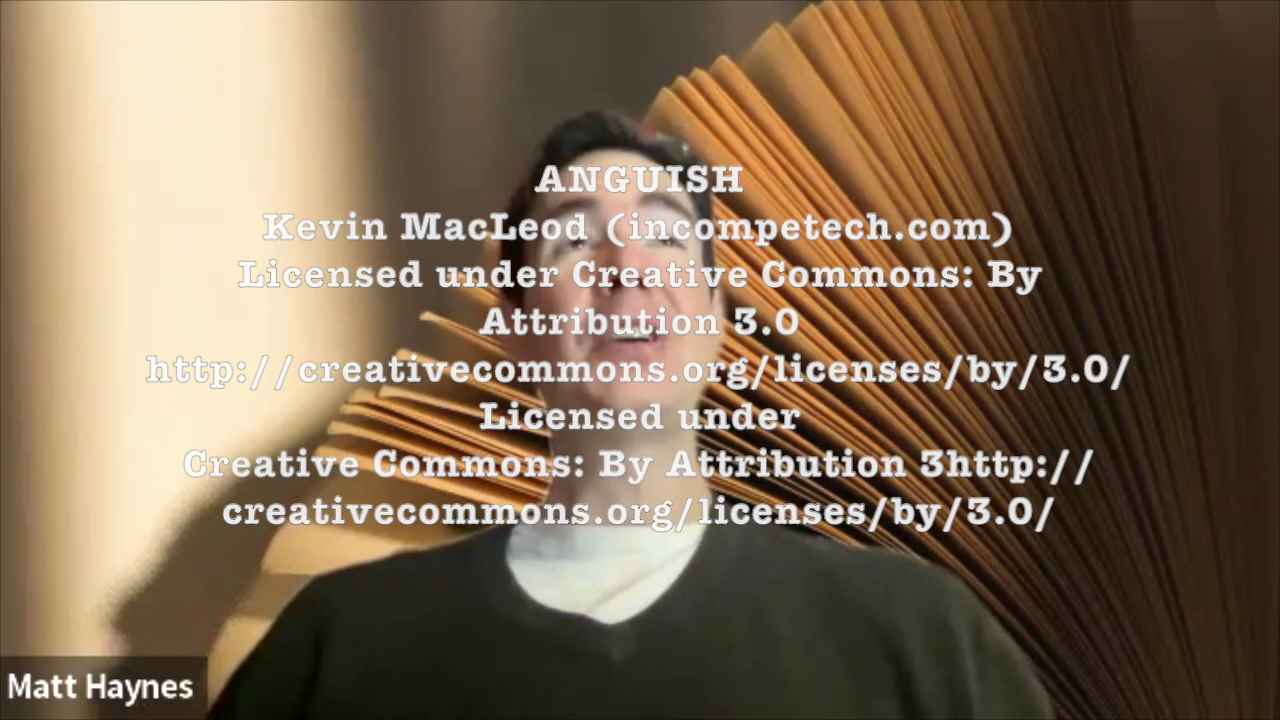 ANGUISH
Kevin MacLeod (incompetech.com)
Licensed under Creative Commons: By
Attribution 3.0
http://creativecommons.org/licenses/by/3.0/
Licensed under
Creative Commons: By Attribution 3http://
creativecommons.org/licenses/by/3.0/
Matt Haynes